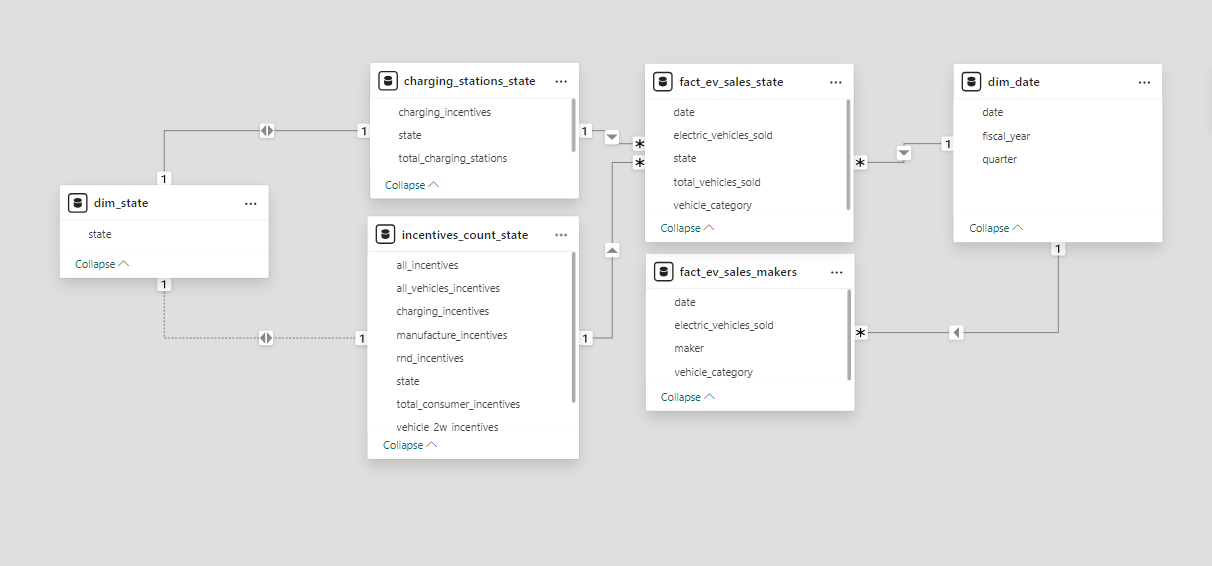 charging_stations_state
charging_incentives
state
total_charging_stations
Collapse
1
1
dim_state
state
Collapse
1
1
incentives_count_state
all_incentives
all_vehicles_incentives
charging_incentives
manufacture_incentives
rnd_incentives
state
total_consumer_incentives
vehicle_2w_incentives
Collapse
1
1
fact_ev_sales_state
date
electric_vehicles_sold
state
total_vehicles_sold
vehicle_category
Collapse
*
*
*
fact_ev_sales_makers
date
electric_vehicles_sold
maker
vehicle_category
Collapse
*
dim_date
date
fiscal_year
quarter
Collapse
1
1